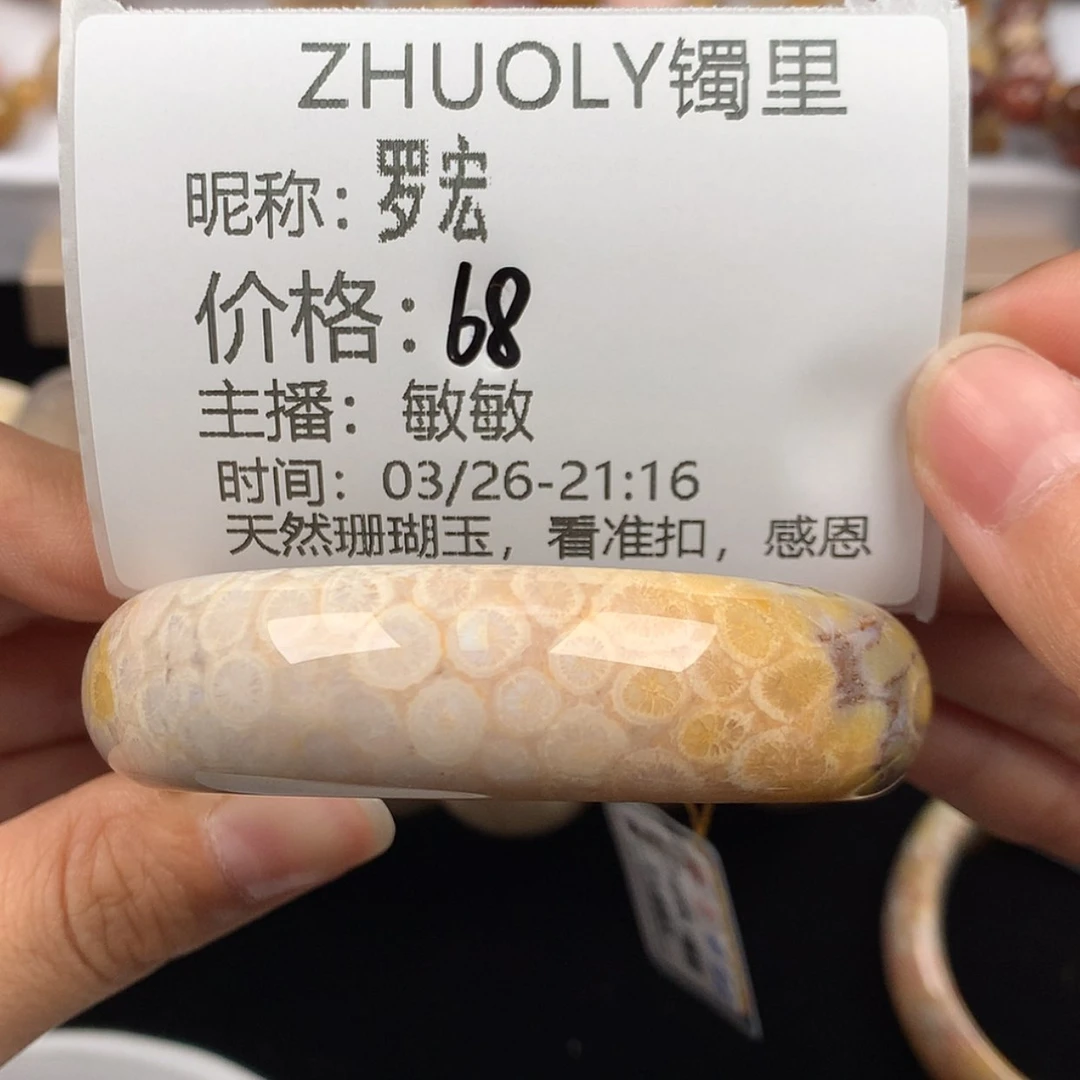 ZHUOLY镯里
昵称：罗宏
价格：68
主播：敏敏
时间：03/26-21:16
天然珊瑚玉，看准扣，感恩